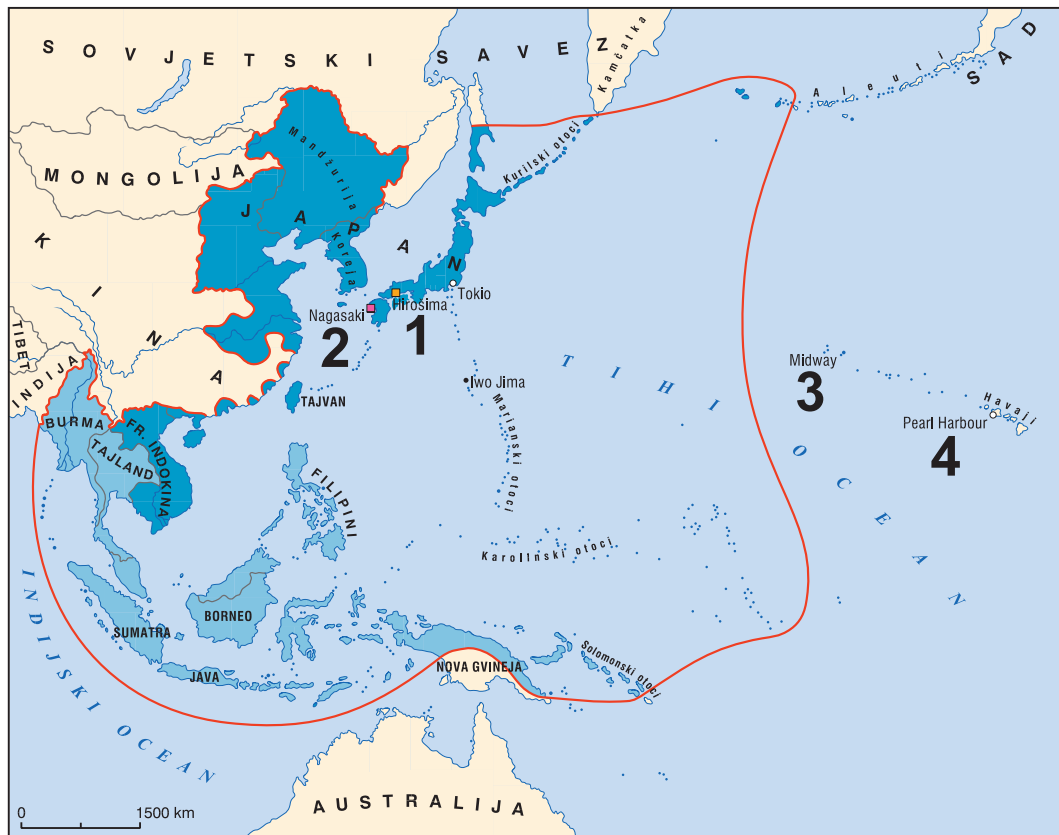 SOVJETSKI SAVEZ
Kamčatka
Aleuti
SAD
MONGOLIJA
Mandžurija
Kurilski otoci
JAPAN
Koreja
KINA
Nagasaki
Hirošima
Tokio
2
1
TIBET
INDIJA
TIHI OCEAN
Midway
3
Iwo Jima
Havaji
Pearl Harbour
4
TAJVAN
Marijanski otoci
BURMA
FR. INDOKINA
TAJLAND
FILIPINI
Karolinski otoci
INDIJSKI OCEAN
BORNEO
SUMATRA
JAVA
NOVA GVINEJA
Solomonski otoci
AUSTRALIJA
0 1500 km